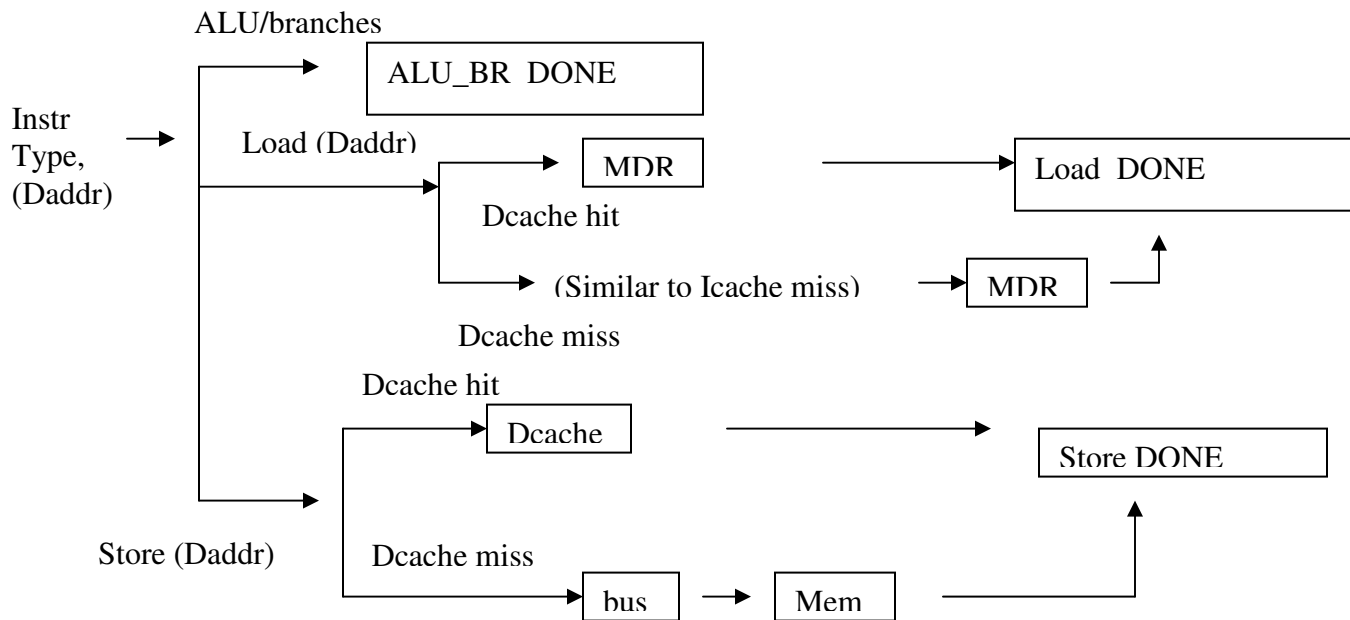 ALU/branches
ALU_BR DONE
Instr
Type,
(Daddr)
Load (Daddr)
MDR
Load DONE
Dcache hit
(Similar to Icache miss)
MDR
Dcache miss
Dcache hit
Dcache
Store DONE
Store (Daddr)
Dcache miss
bus
Mem